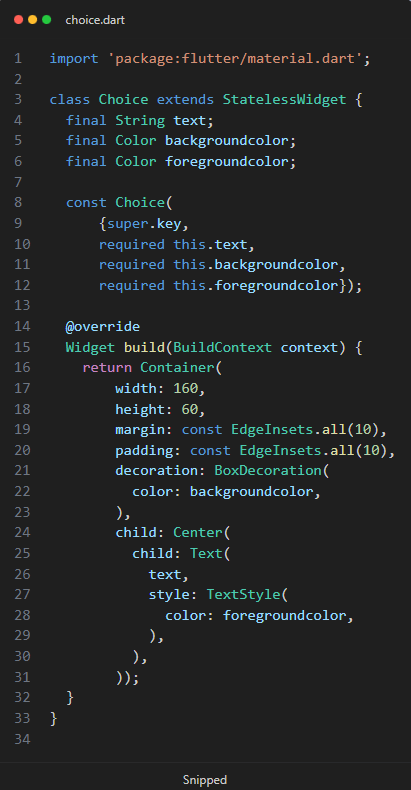 choice.dart
1 import 'package:flutter/material.dart';
2
3 class Choice extends StatelessWidget {
4   final String text;
5   final Color backgroundcolor;
6   final Color foregroundcolor;
7
8   const Choice(
9       {super.key,
10       required this.text,
11       required this.backgroundcolor,
12       required this.foregroundcolor});
13
14   @override
15   Widget build(BuildContext context) {
16     return Container(
17         width: 160,
18         height: 60,
19         margin: const EdgeInsets.all(10),
20         padding: const EdgeInsets.all(10),
21         decoration: BoxDecoration(
22           color: backgroundcolor,
23         ),
24         child: Center(
25           child: Text(
26             text,
27             style: TextStyle(
28               color: foregroundcolor,
29             ),
30           ),
31         ));
32   }
33 }
34
Snipped